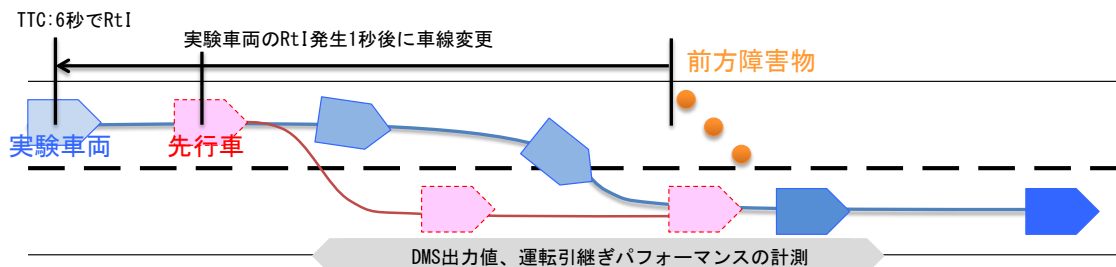 TTC:6秒でRtI
実験車両のRtI発生1秒後に車線変更
前方障害物
実験車両
先行車
DMS出力値、運転引継ぎパフォーマンスの計測